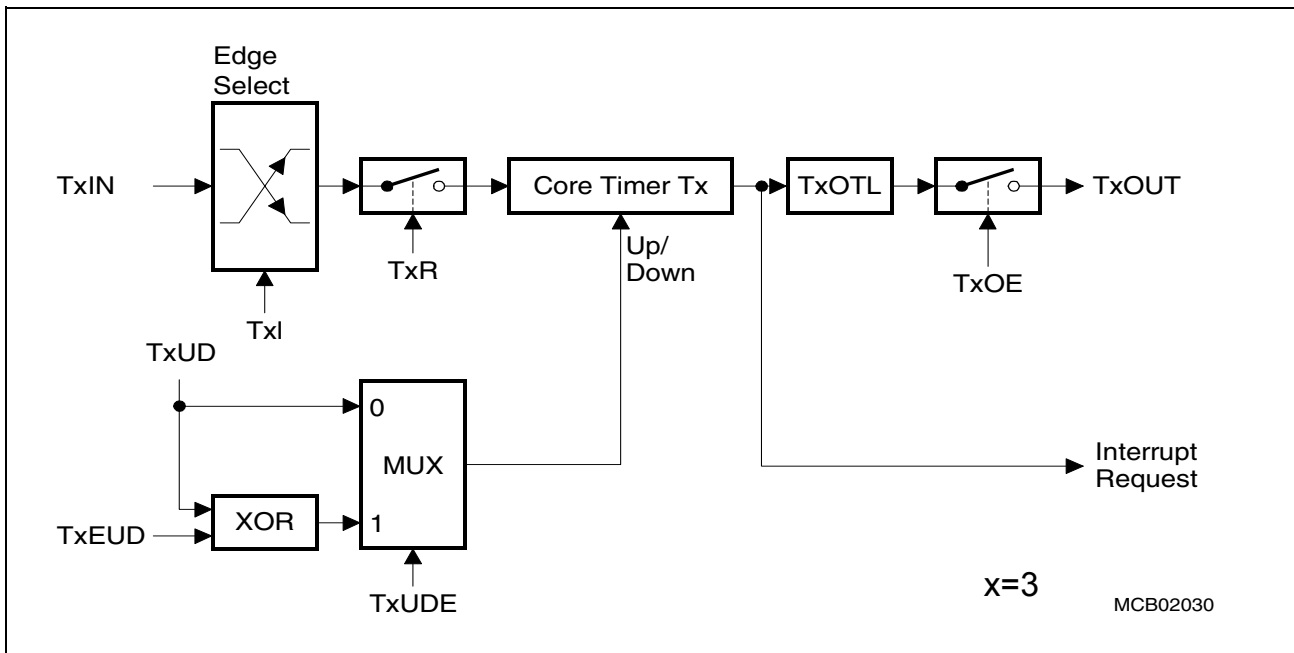 Edge
Select
TxIN
Core Timer Tx
TxOTL
TxOUT
Up/
Down
TxR
TxOE
TxI
TxUD
0
MUX
Interrupt
Request
XOR
1
TxEUD
TxUDE
x=3
MCB02030